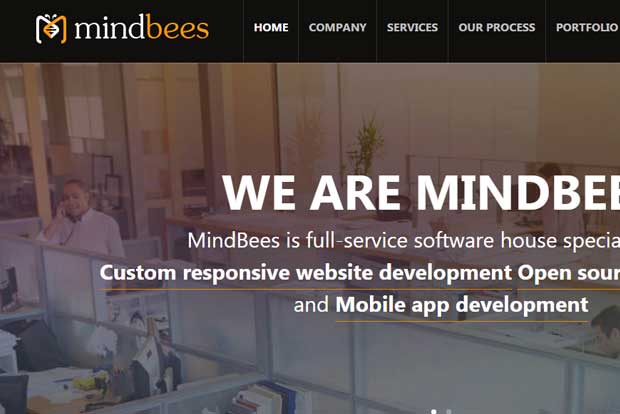 mindbees
HOME COMPANY SERVICES OUR PROCESS PORTFOLIO
WE ARE MINDBEE
MindBees is full-service software house specia
Custom responsive website development Open sour
and Mobile app development